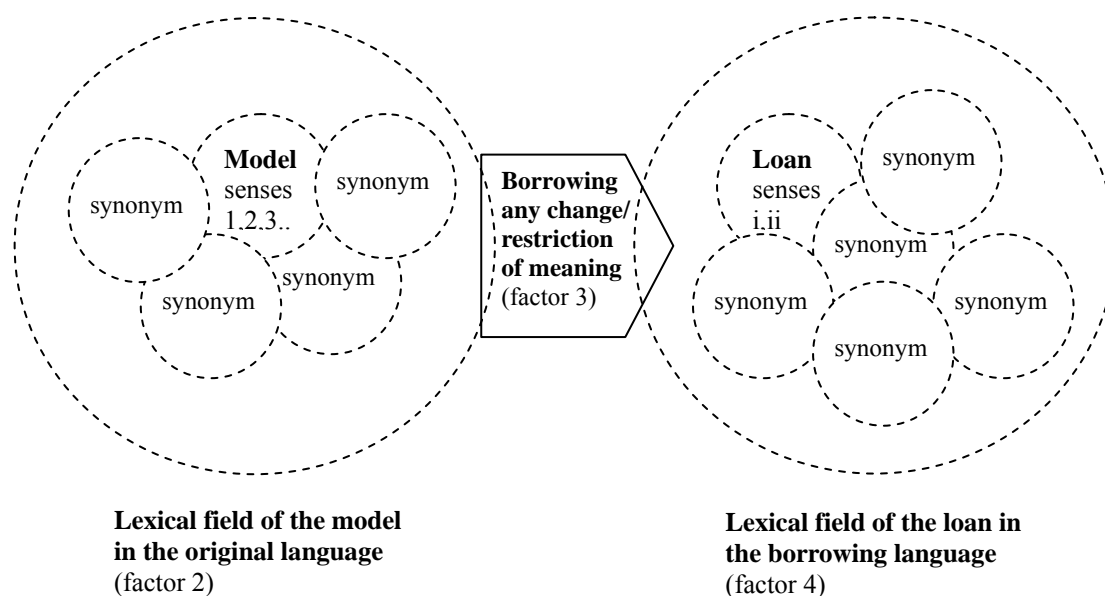 synonym
Model
senses
1,2,3..
synonym
synonym
synonym
Borrowing
any change/
restriction
of meaning
(factor 3)
Loan
senses
i,ii
synonym
synonym
synonym
synonym
synonym
Lexical field of the model
in the original language
(factor 2)
Lexical field of the loan in
the borrowing language
(factor 4)